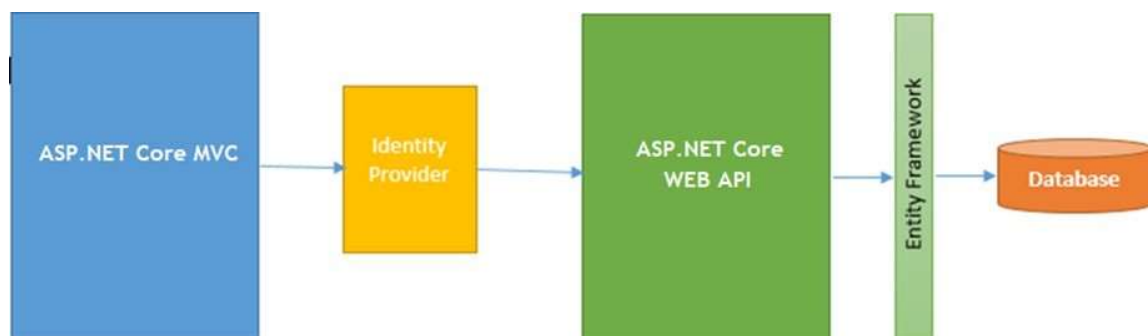 ASP.NET Core MVC
Identity
Provider
ASP.NET Core
WEB API
Entity Framework
Database